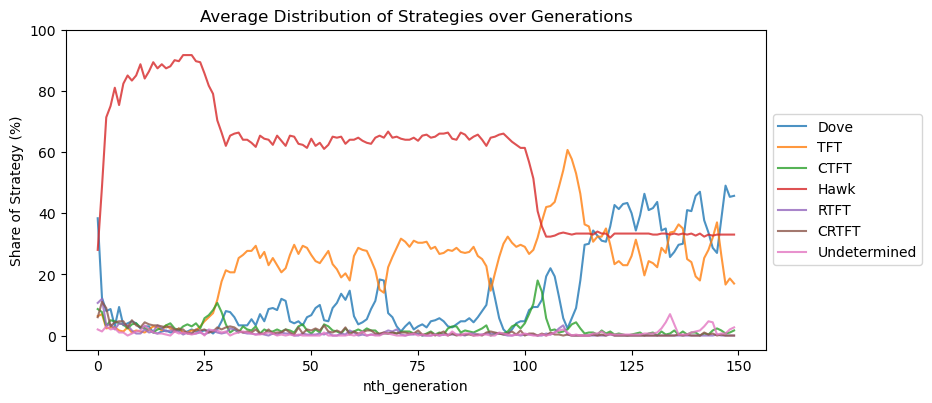 Average Distribution of Strategies over Generations
100
80
60
40
20
0
Share of Strategy (%)
0 25 50 75 100 125 150
nth_generation
Dove
TFT
CTFT
Hawk
RTFT
CRTFT
Undetermined